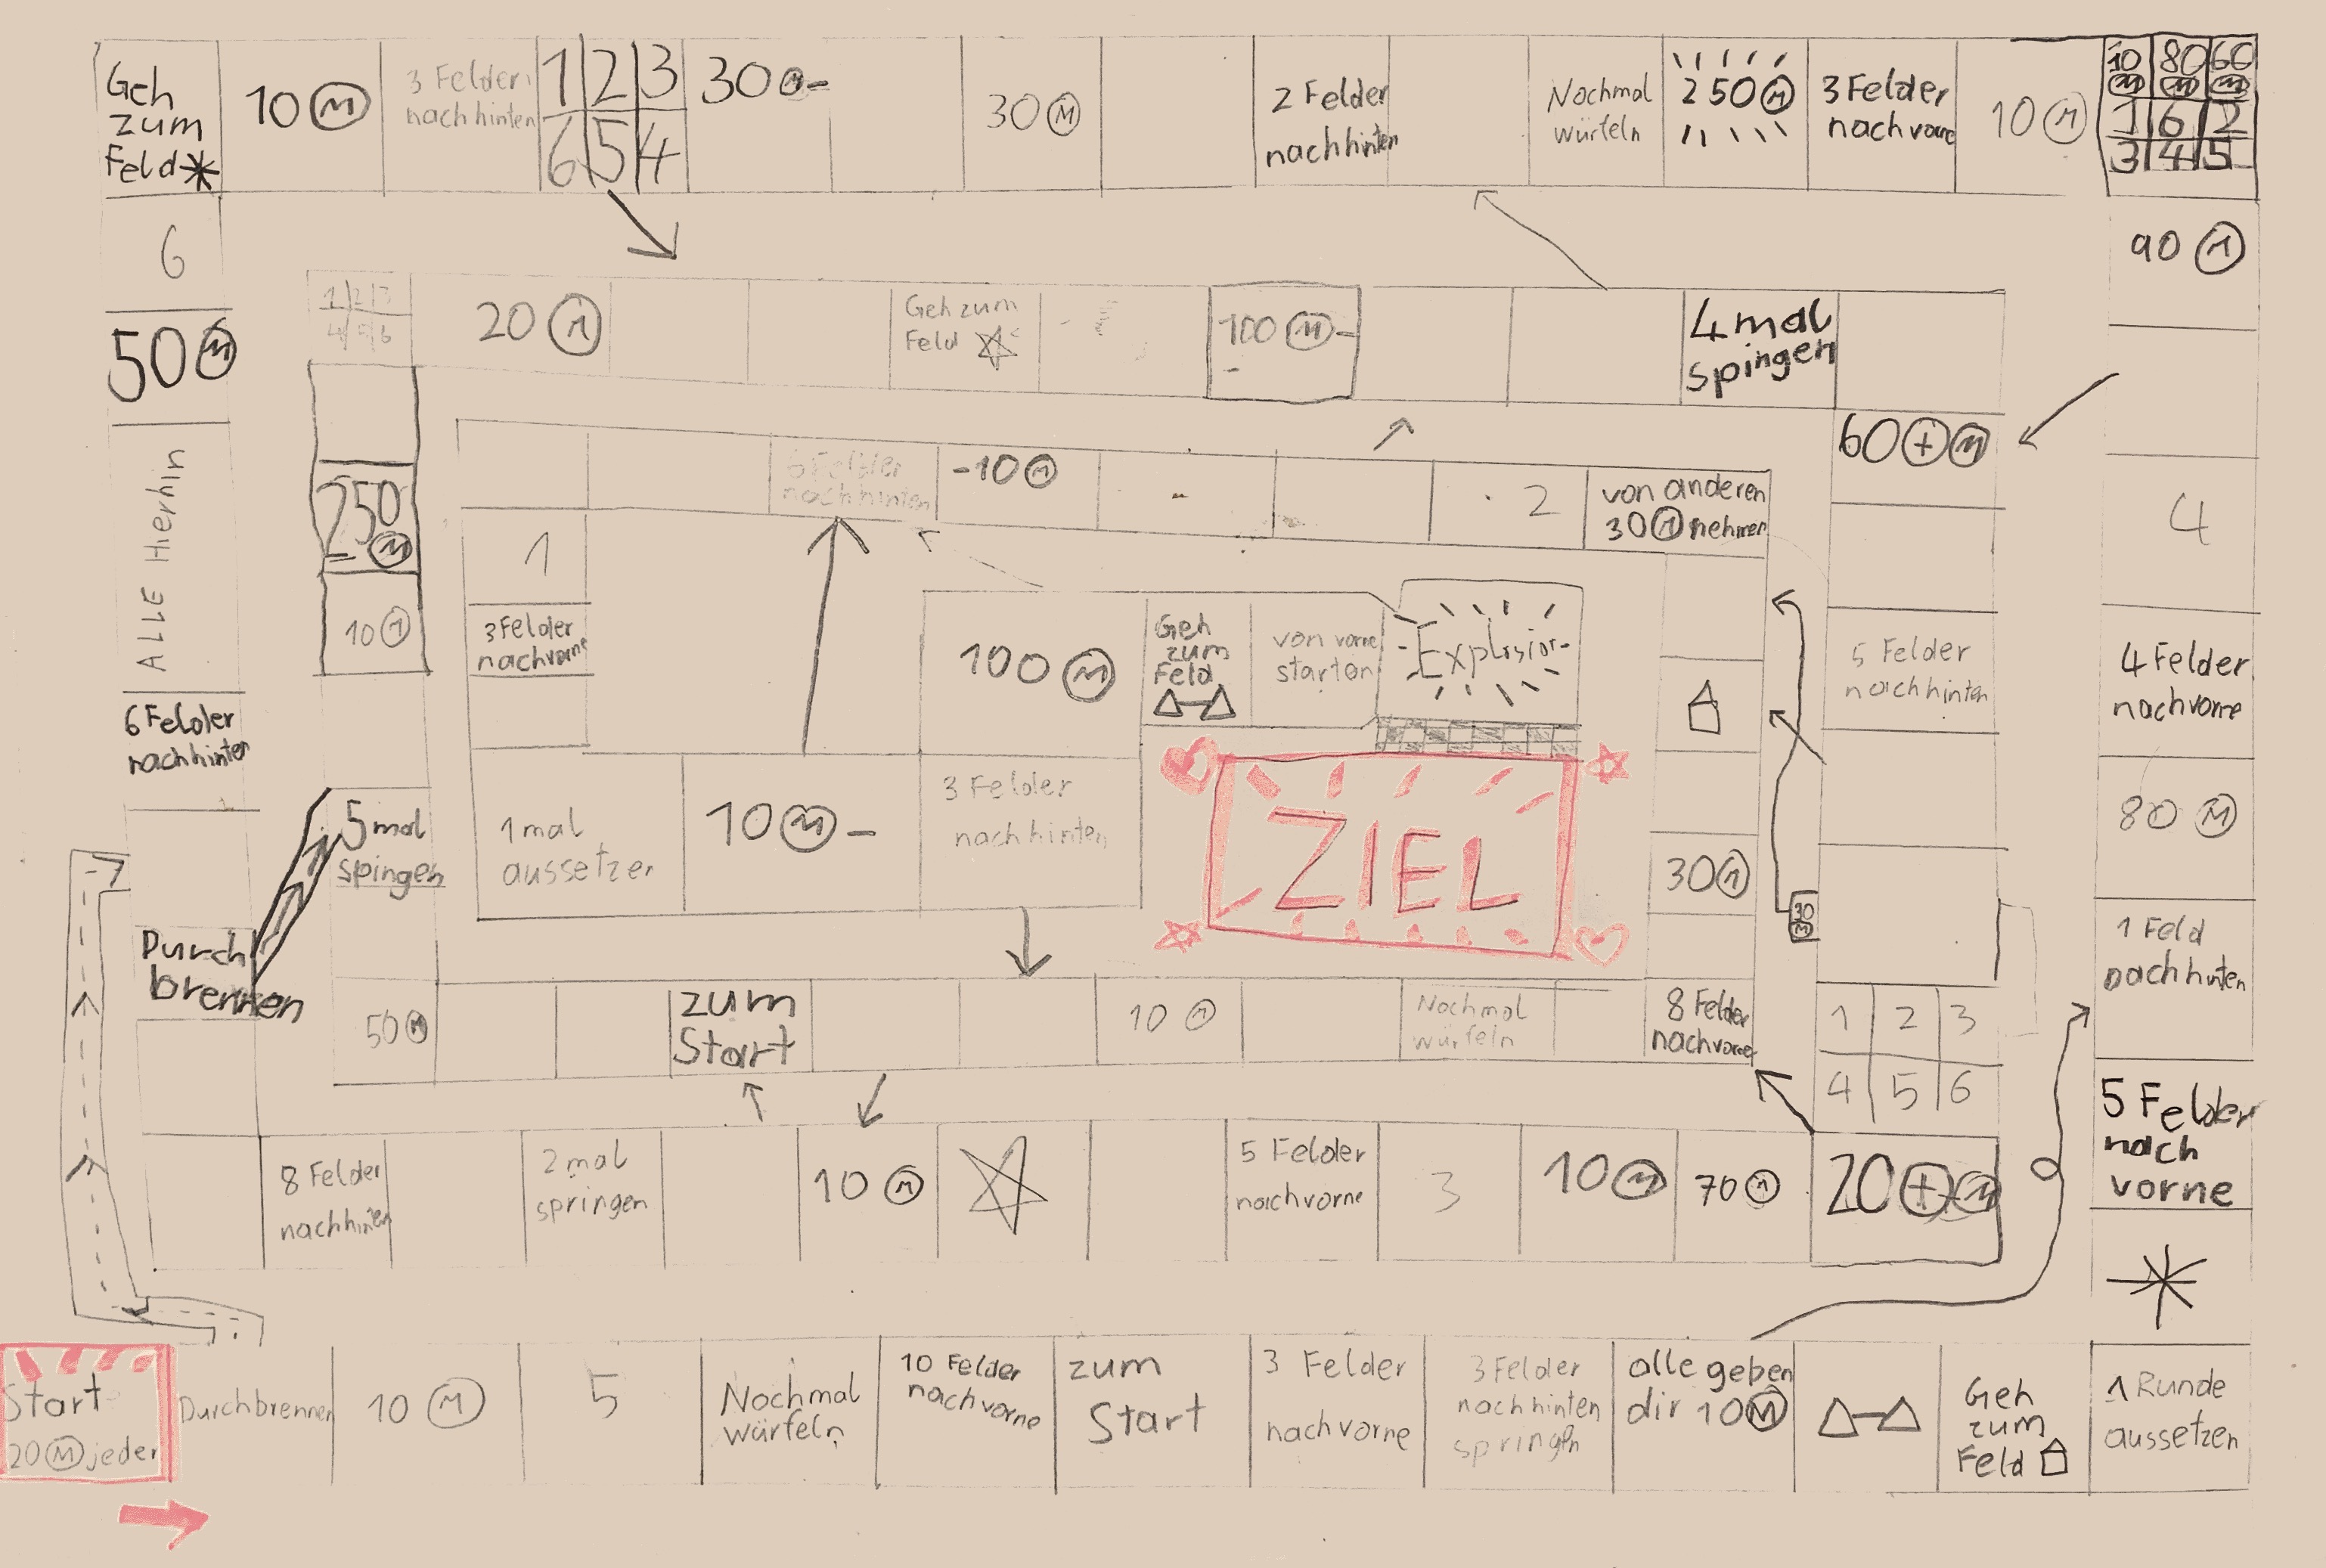 Geh
zum
Feld*
10 M
3 Felder
nach hinten
1 2 3
6 5 4
30 M-
30 M
2 Felder
nach hinten
Nochmal
würfeln
250 M
3 Felder
nach vorne
10 M
10 80 60
M M M
1 6 2
3 4 5
6
50 M
ALLE Hierhin
6 Felder
nach hinten
Durch
brennen
90 M
4
4 Felder
nach vorne
80 M
1 Feld
nach hinten
5 Felder
nach
vorne
1 2 3
4 5 6
20 M
Geh zum
Feld
100 M-
4 mal
spingen
60 + M
250
M
10 M
5 mal
spingen
50 M
5 Felder
nach hinten
6 Felder
nach hinten
-10 M
2
von anderen
30 M nehmen
1
3 Felder
nach vorne
1 mal
aussetzen
10 M -
3 Felder
nach hinten
100 M
Geh
zum
Feld
von vorne
starten
Explosion
ZIEL
30 M
30
M
zum
Start
10 M
Nochmal
würfeln
8 Felder
nach vorne
1 2 3
4 5 6
8 Felder
nach hinten
2 mal
springen
10 M
5 Felder
nach vorne
3
10 M
70 M
20 + M
Start
20 M jeder
Durchbrennen
10 M
5
Nochmal
würfeln
10 Felder
nach vorne
zum
Start
3 Felder
nach vorne
3 Felder
nach hinten
springen
alle geben
dir 10 M
Geh
zum
Feld
1 Runde
aussetzen